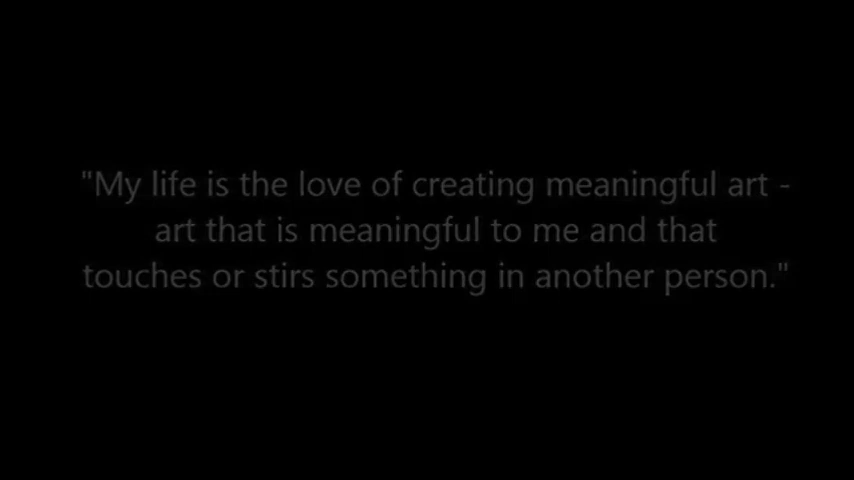 "My life is the love of creating meaningful art -
art that is meaningful to me and that
touches or stirs something in another person."